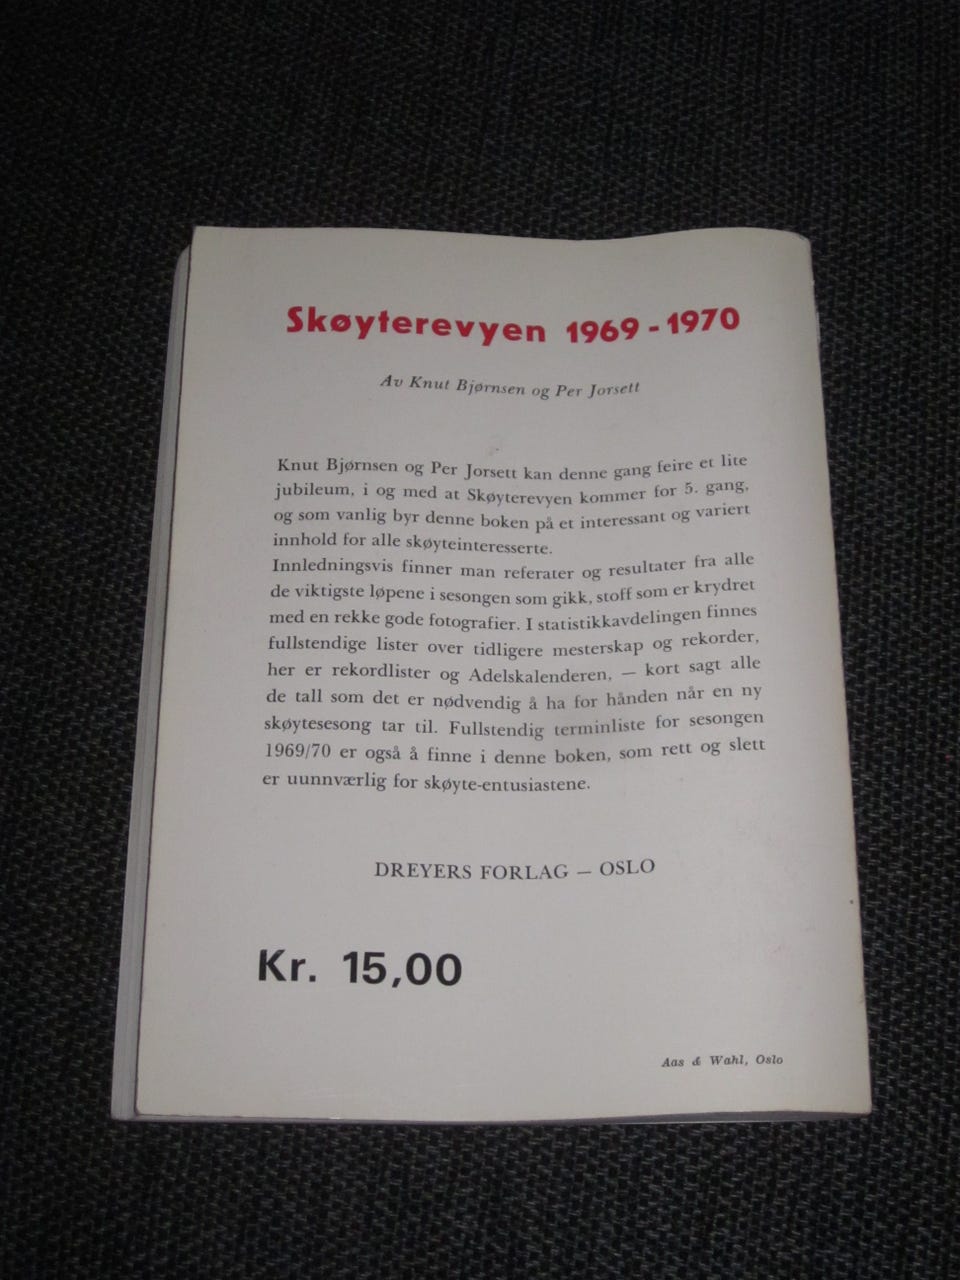 Skøyterevyen 1969 - 1970
Av Knut Bjørnsen og Per Jorsett
Knut Bjørnsen og Per Jorsett kan denne gang feire et lite
jubileum, i og med at Skøyterevyen kommer for 5. gang,
og som vanlig byr denne boken på et interessant og variert
innhold for alle skøyteinteresserte.
Innledningsvis finner man referater og resultater fra alle
de viktigste løpene i sesongen som gikk, stoff som er krydret
med en rekke gode fotografier. I statistikkavdelingen finnes
fullstendige lister over tidligere mesterskap og rekorder,
her er rekordlister og Adelskalenderen, — kort sagt alle
de tall som det er nødvendig å ha for hånden når en ny
skøytesesong tar til. Fullstendig terminliste for sesongen
1969/70 er også å finne i denne boken, som rett og slett
er uunnværlig for skøyte-entusiastene.
DREYERS FORLAG — OSLO
Kr. 15,00
Aas & Wahl, Oslo